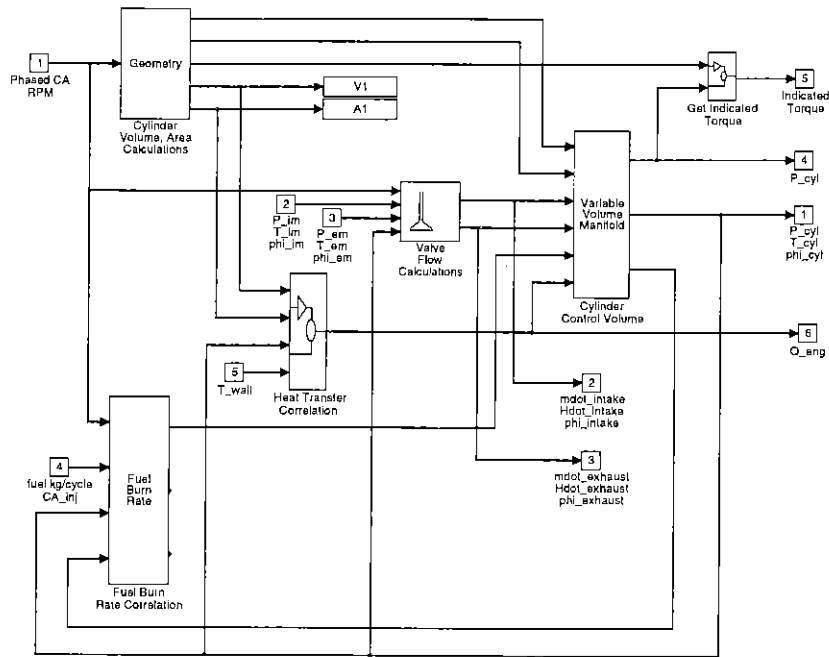 1
Phased CA
RPM
Geometry
Cylinder
Volume, Area
Calculations
V1
A1
Get Indicated
Torque
5
Indicated
Torque
4
P_cyl
1
P_cyl
T_cyl
phi_cyl
2
P_im
T_im
phi_im
3
P_em
T_em
phi_em
Valve
Flow
Calculations
Variable
Volume
Manifold
Cylinder
Control Volume
6
Q_eng
5
T_wall
Heat Transfer
Correlation
2
mdot_intake
Hdot_intake
phi_intake
3
mdot_exhaust
Hdot_exhaust
phi_exhaust
4
fuel kg/cycle
CA_inj
Fuel
Burn
Rate
Fuel Burn
Rate Correlation